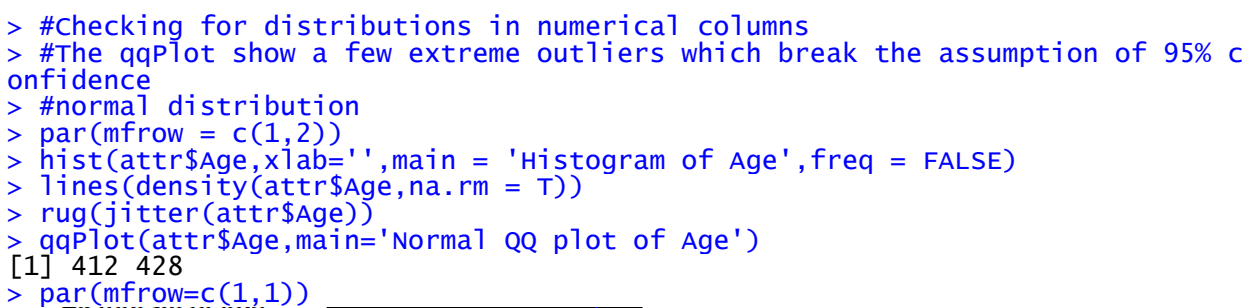 > #Checking for distributions in numerical columns
> #The qqPlot show a few extreme outliers which break the assumption of 95% c
onfidence
> #normal distribution
> par(mfrow = c(1,2))
> hist(attr$Age,xlab='',main = 'Histogram of Age',freq = FALSE)
> lines(density(attr$Age,na.rm = T))
> rug(jitter(attr$Age))
> qqPlot(attr$Age,main='Normal QQ plot of Age')
[1] 412 428
> par(mfrow=c(1,1))